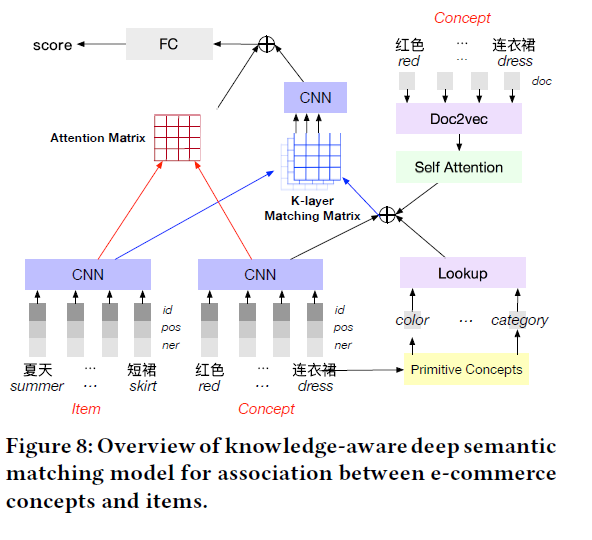 Concept
score
FC
红色 ... 连衣裙
red ... dress
doc
CNN
Doc2vec
Attention Matrix
Self Attention
K-layer
Matching Matrix
CNN
CNN
Lookup
id
id
pos
pos
color ... category
ner
ner
夏天 ... 短裙
红色 ... 连衣裙
Primitive Concepts
summer ... skirt
red ... dress
Item
Concept
Figure 8: Overview of knowledge-aware deep semantic
matching model for association between e-commerce
concepts and items.